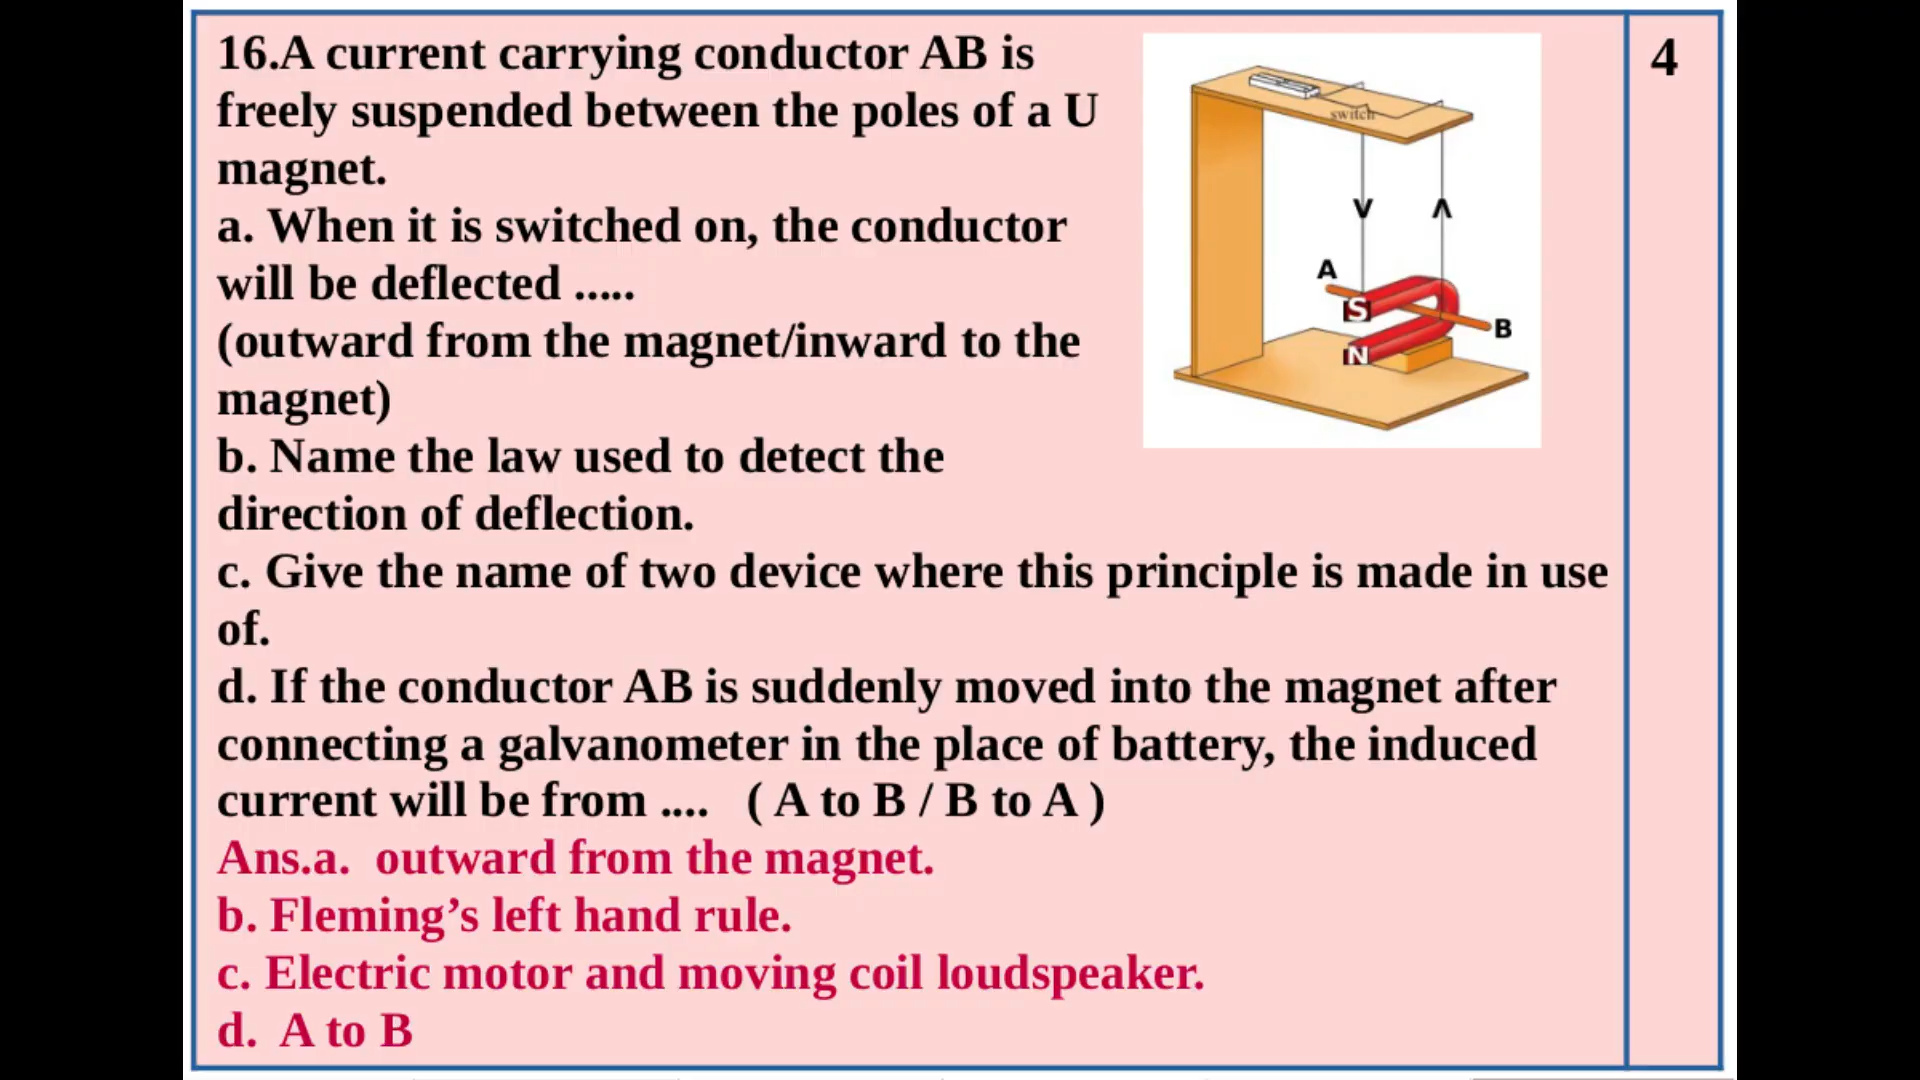 16.A current carrying conductor AB is
freely suspended between the poles of a U
magnet.
a. When it is switched on, the conductor
will be deflected .....
(outward from the magnet/inward to the
magnet)
b. Name the law used to detect the
direction of deflection.
c. Give the name of two device where this principle is made in use
of.
d. If the conductor AB is suddenly moved into the magnet after
connecting a galvanometer in the place of battery, the induced
current will be from .... ( A to B / B to A )
Ans.a. outward from the magnet.
b. Fleming’s left hand rule.
c. Electric motor and moving coil loudspeaker.
d. A to B
switch
A
S
B
N
4